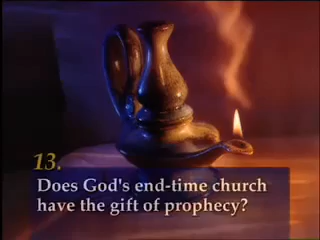 13.
Does God's end-time church
have the gift of prophecy?